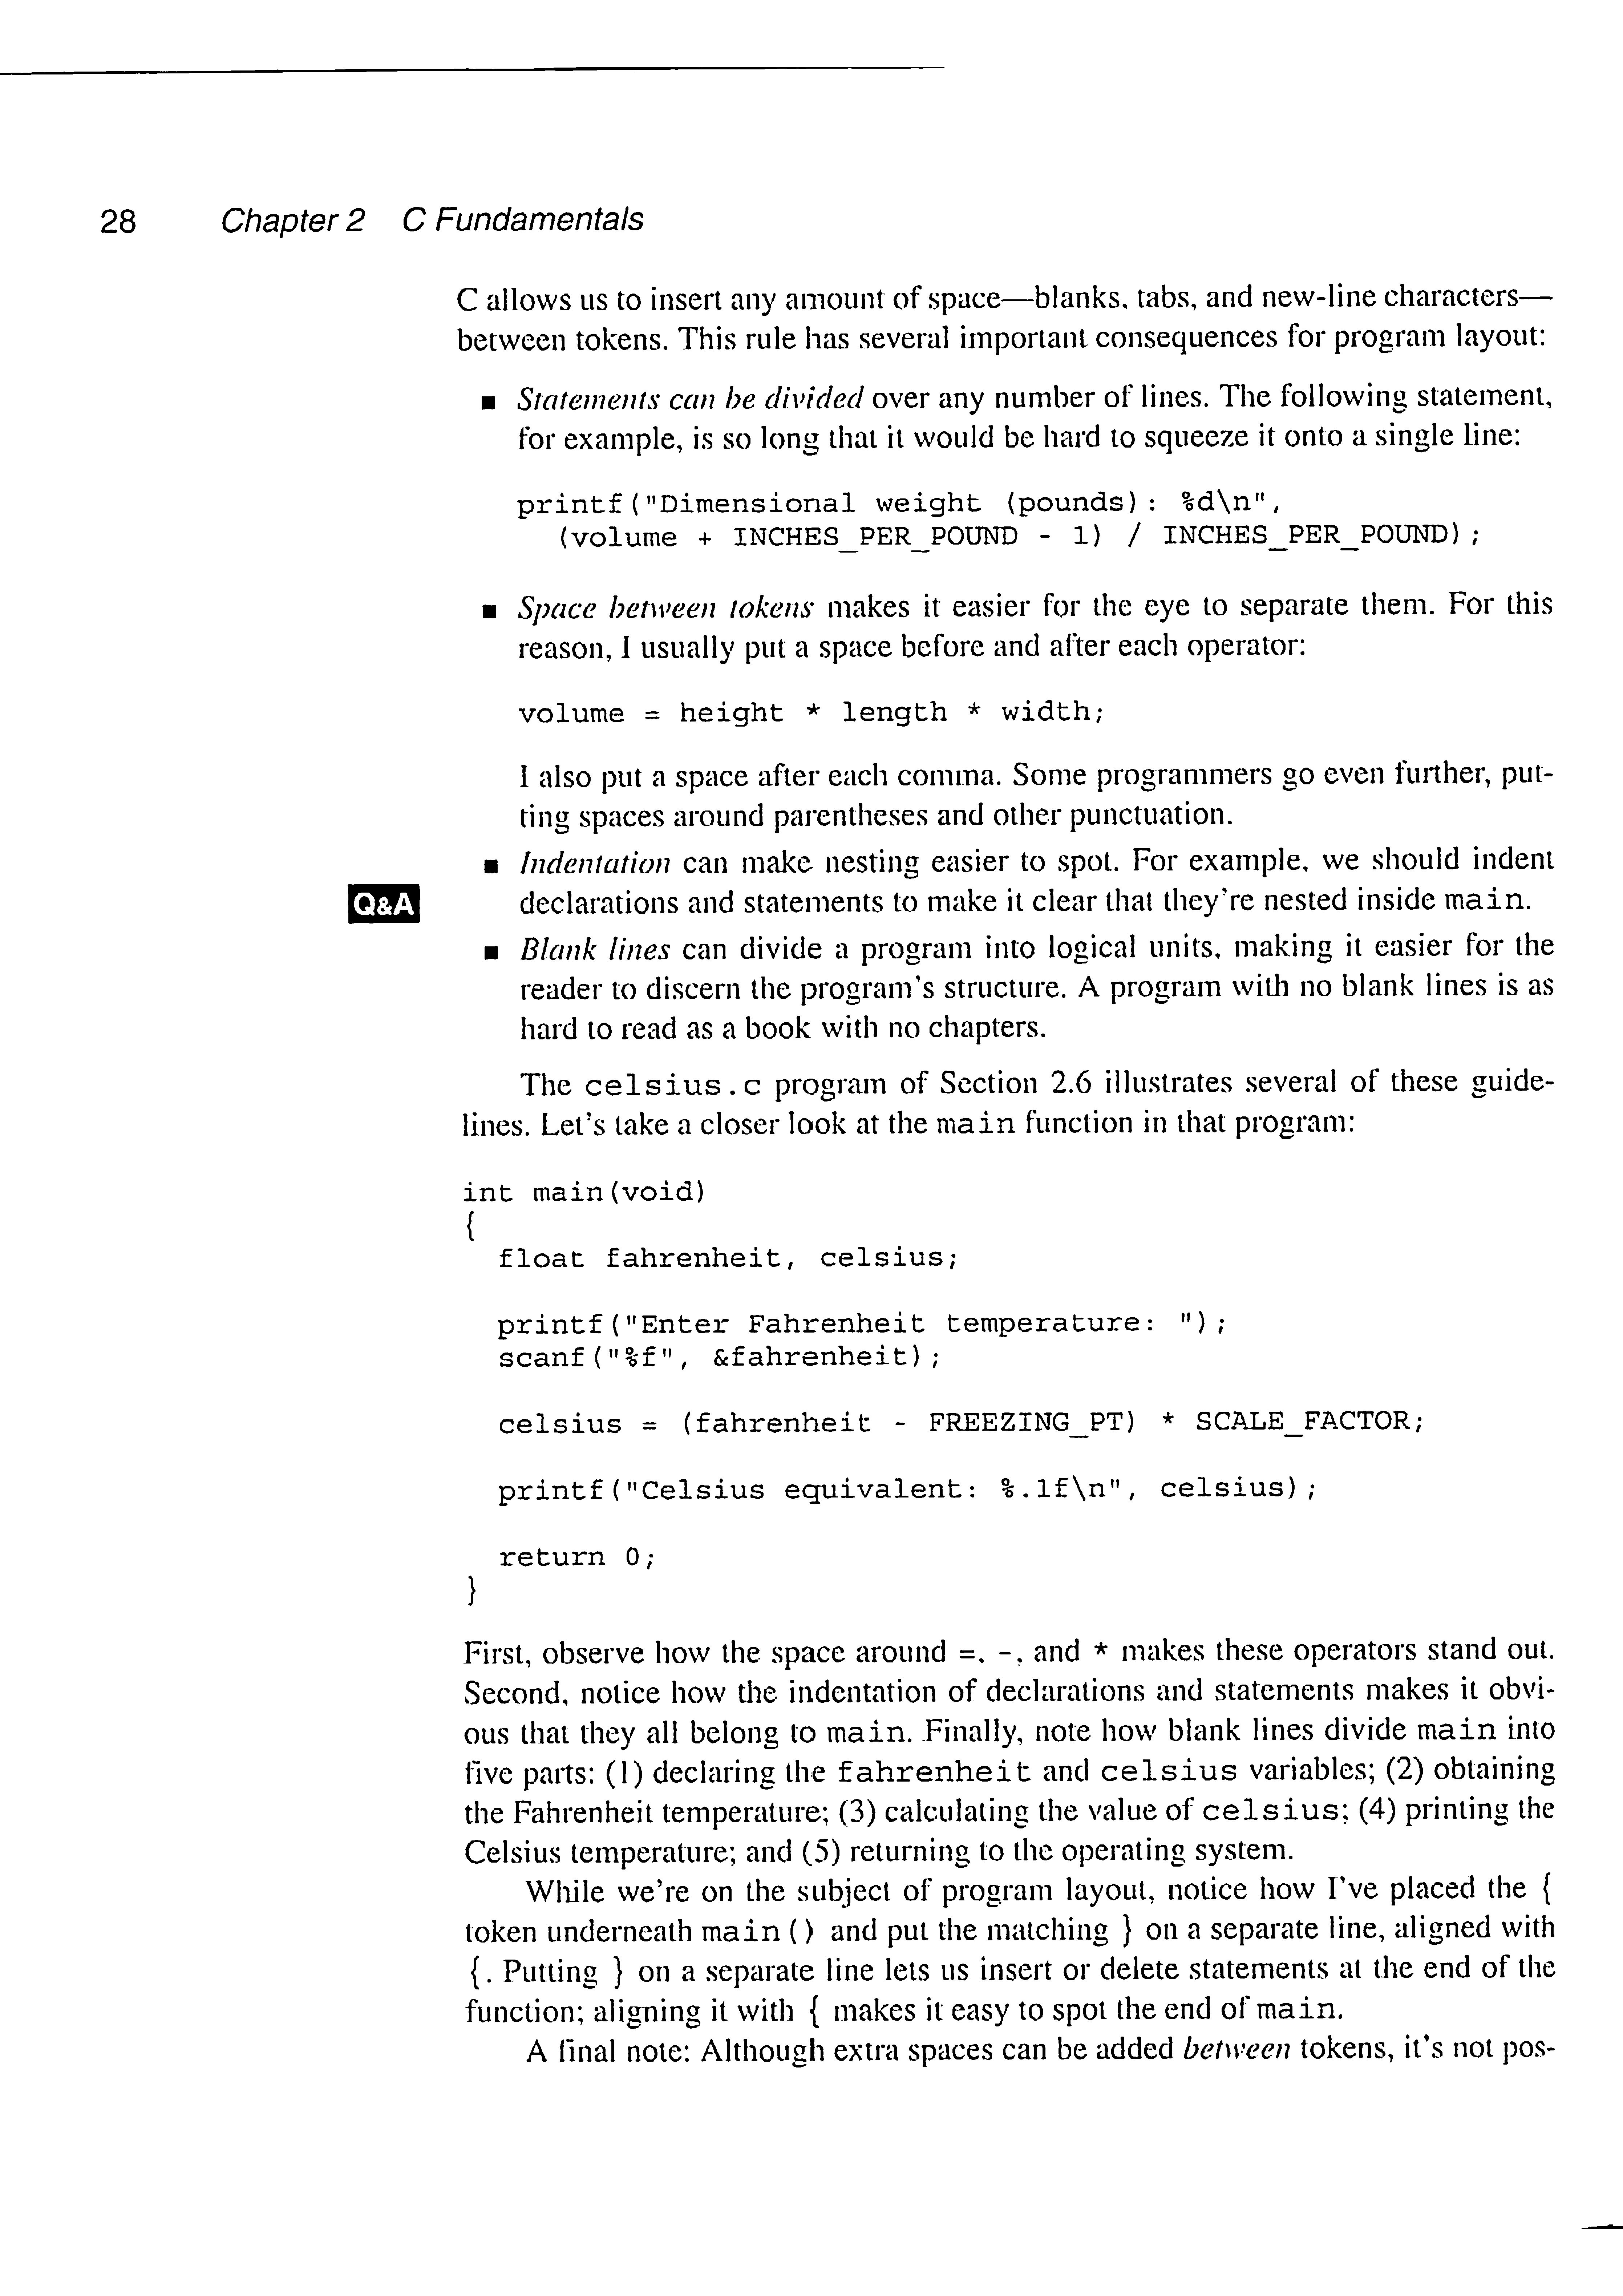 28 Chapter 2 C Fundamentals
C allows us to insert any amount of space—blanks, tabs, and new-line characters—
between tokens. This rule has several important consequences for program layout:
■ Statements can be divided over any number of lines. The following statement,
for example, is so long that it would be hard to squeeze it onto a single line:
printf("Dimensional weight (pounds): %d\n",
(volume + INCHES_PER_POUND - 1) / INCHES_PER_POUND);
■ Space between tokens makes it easier for the eye to separate them. For this
reason, I usually put a space before and after each operator:
volume = height * length * width;
I also put a space after each comma. Some programmers go even further, put-
ting spaces around parentheses and other punctuation.
■ Indentation can make nesting easier to spot. For example, we should indent
Q&A declarations and statements to make it clear that they're nested inside main.
■ Blank lines can divide a program into logical units, making it easier for the
reader to discern the program's structure. A program with no blank lines is as
hard to read as a book with no chapters.
The celsius.c program of Section 2.6 illustrates several of these guide-
lines. Let's take a closer look at the main function in that program:
int main(void)
{
float fahrenheit, celsius;
printf("Enter Fahrenheit temperature: ");
scanf("%f", &fahrenheit);
celsius = (fahrenheit - FREEZING_PT) * SCALE_FACTOR;
printf("Celsius equivalent: %.1f\n", celsius);
return 0;
}
First, observe how the space around =, -, and * makes these operators stand out.
Second, notice how the indentation of declarations and statements makes it obvi-
ous that they all belong to main. Finally, note how blank lines divide main into
five parts: (1) declaring the fahrenheit and celsius variables; (2) obtaining
the Fahrenheit temperature; (3) calculating the value of celsius; (4) printing the
Celsius temperature; and (5) returning to the operating system.
While we're on the subject of program layout, notice how I've placed the {
token underneath main() and put the matching } on a separate line, aligned with
{. Putting } on a separate line lets us insert or delete statements at the end of the
function; aligning it with { makes it easy to spot the end of main.
A final note: Although extra spaces can be added between tokens, it's not pos-